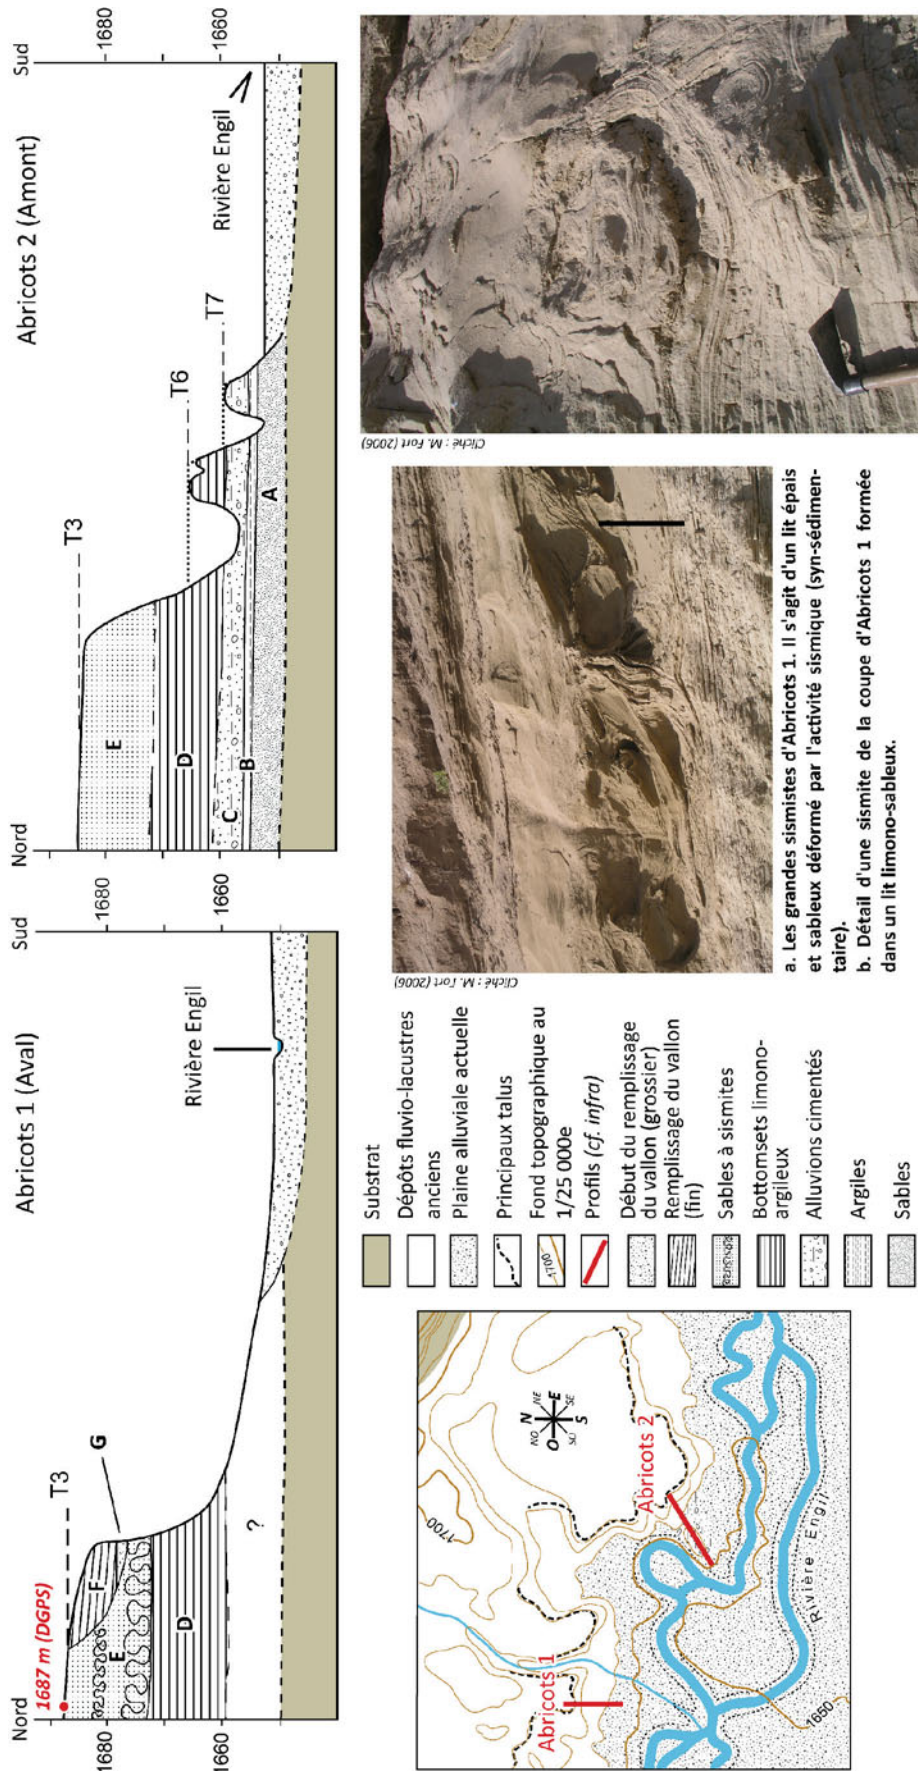 Abricots 1 (Aval)
Nord
Sud
1687 m (DGPS)
T3
G
F
E
D
?
1680
1660
Rivière Engil
Abricots 2 (Amont)
Nord
Sud
T3
T6
T7
E
D
C
B
A
1680
1660
Rivière Engil
Abricots 1
Abricots 2
1700
1650
Rivière Engil
N
NE
E
SE
S
SO
O
NO
Substrat
Dépôts fluvio-lacustres
anciens
Plaine alluviale actuelle
Principaux talus
1700
Fond topographique au
1/25 000e
Profils (cf. infra)
Début du remplissage
du vallon (grossier)
Remplissage du vallon
(fin)
Sables à sismites
Bottomsets limono-
argileux
Alluvions cimentés
Argiles
Sables
Cliché : M. Fort (2006)
a. Les grandes sismistes d'Abricots 1. Il s'agit d'un lit épais
et sableux déformé par l'activité sismique (syn-sédimen-
taire).
b. Détail d'une sismite de la coupe d'Abricots 1 formée
dans un lit limono-sableux.
Cliché : M. Fort (2006)